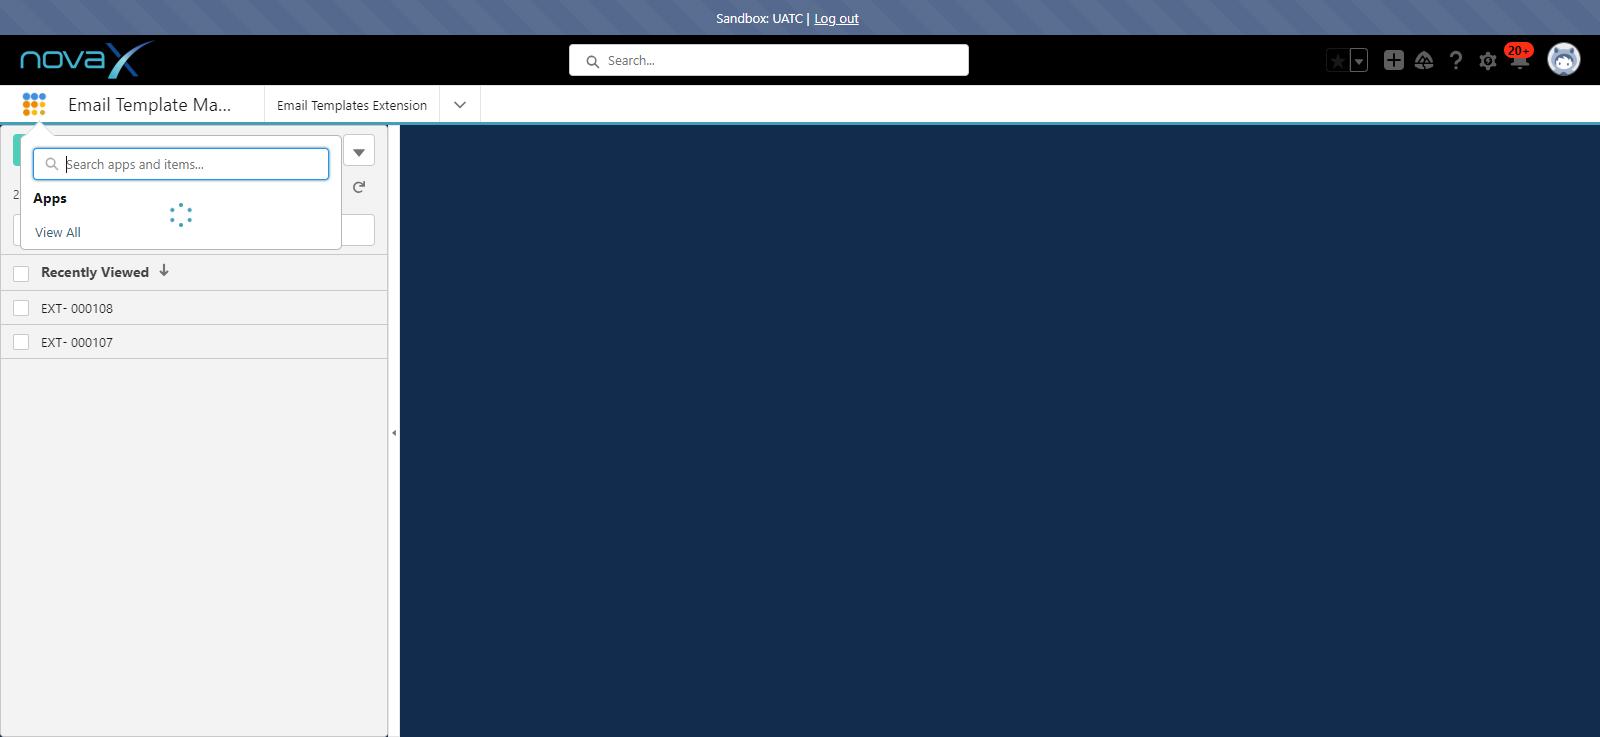 Sandbox: UATC | Log out
novaX
Search...
20+
Email Template Ma...
Email Templates Extension
Search apps and items...
2
Apps
View All
Recently Viewed
EXT- 000108
EXT- 000107